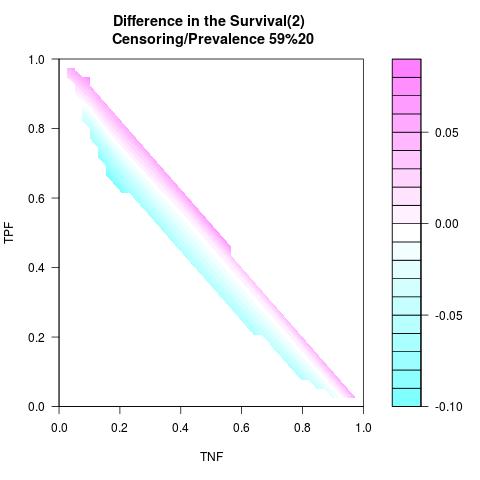 Difference in the Survival(2)
Censoring/Prevalence 59%20
1.0
0.8
0.6
0.4
0.2
0.0
TPF
0.0 0.2 0.4 0.6 0.8 1.0
TNF
0.05
0.00
-0.05
-0.10